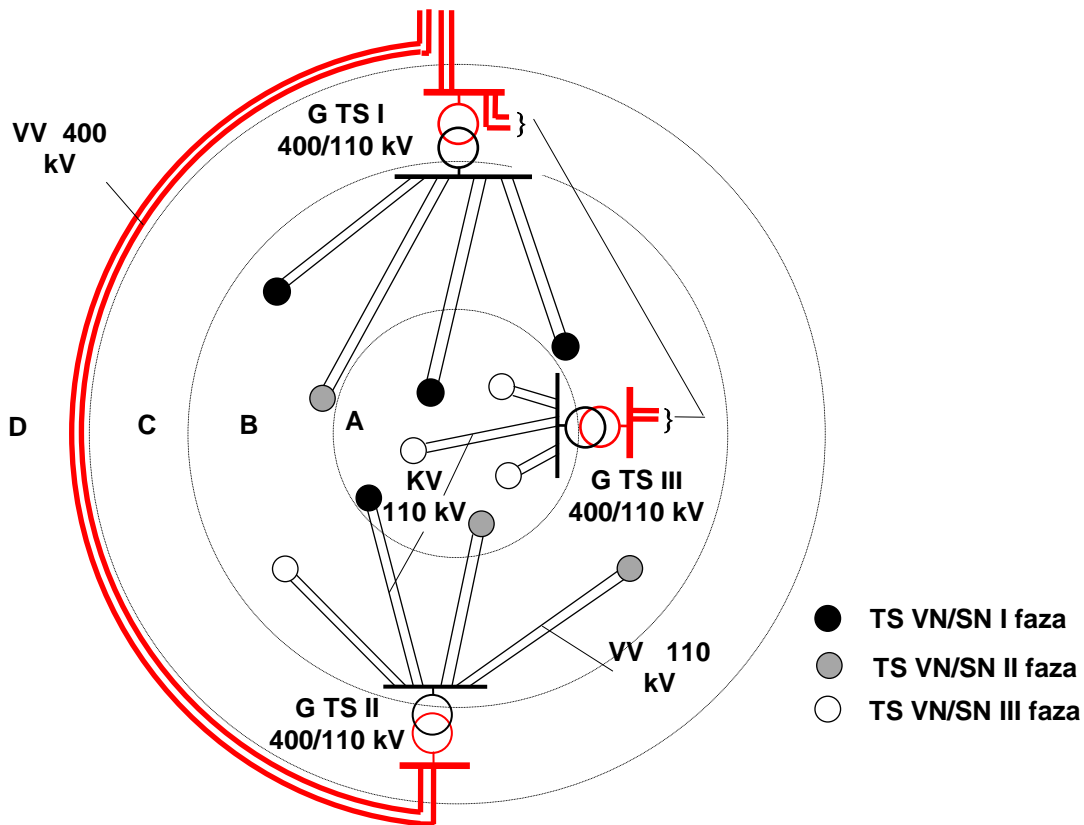 G TS I
400/110 kV
}
VV 400
kV
D
C
B
A
}
KV
110 kV
G TS III
400/110 kV
VV 110
kV
G TS II
400/110 kV
TS VN/SN I faza
TS VN/SN II faza
TS VN/SN III faza